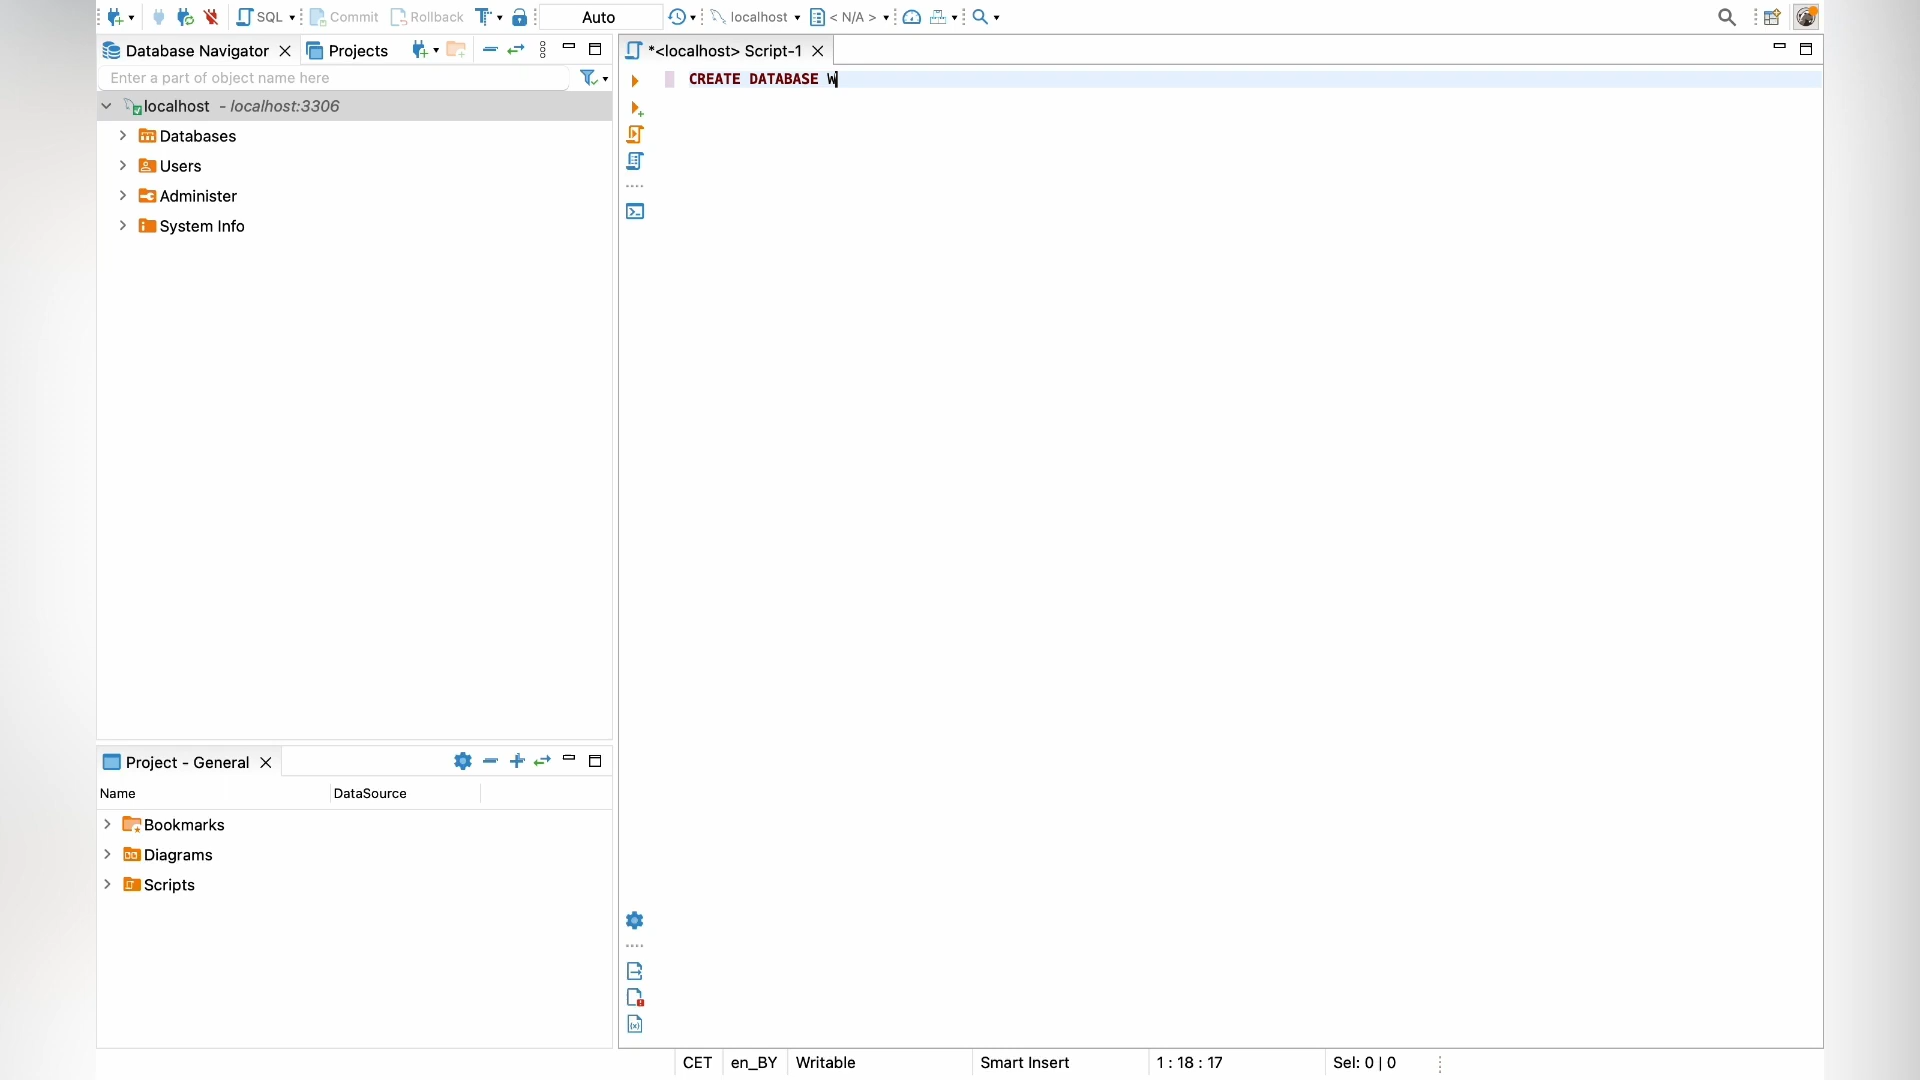 SQL Commit Rollback Auto localhost < N/A >
Database Navigator Projects
*<localhost> Script-1
Enter a part of object name here
CREATE DATABASE W
localhost - localhost:3306
Databases
Users
Administer
System Info
Project - General
Name DataSource
Bookmarks
Diagrams
Scripts
CET en_BY Writable Smart Insert 1 : 18 : 17 Sel: 0 | 0